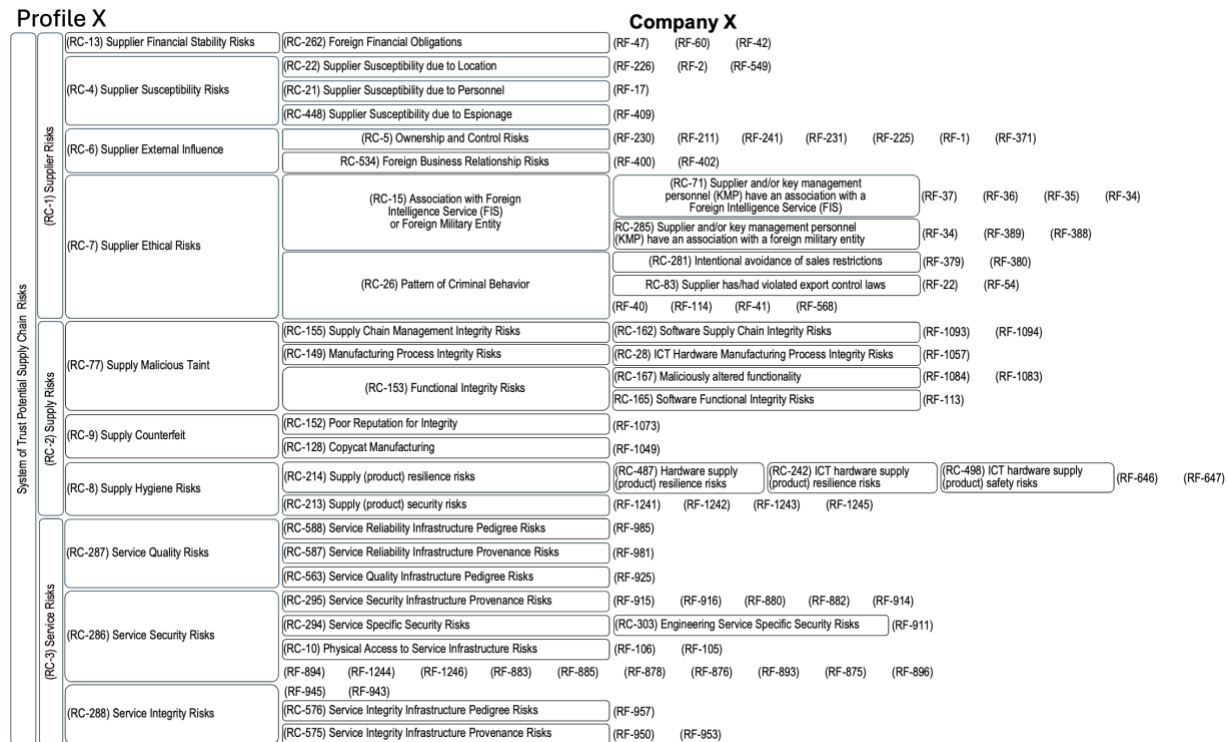 Profile X
Company X
System of Trust Potential Supply Chain Risks
(RC-1) Supplier Risks
(RC-13) Supplier Financial Stability Risks
(RC-262) Foreign Financial Obligations
(RF-47) (RF-60) (RF-42)
(RC-4) Supplier Susceptibility Risks
(RC-22) Supplier Susceptibility due to Location
(RF-226) (RF-2) (RF-549)
(RC-21) Supplier Susceptibility due to Personnel
(RF-17)
(RC-448) Supplier Susceptibility due to Espionage
(RF-409)
(RC-6) Supplier External Influence
(RC-5) Ownership and Control Risks
(RF-230) (RF-211) (RF-241) (RF-231) (RF-225) (RF-1) (RF-371)
RC-534) Foreign Business Relationship Risks
(RF-400) (RF-402)
(RC-7) Supplier Ethical Risks
(RC-15) Association with Foreign
Intelligence Service (FIS)
or Foreign Military Entity
(RC-71) Supplier and/or key management
personnel (KMP) have an association with a
Foreign Intelligence Service (FIS)
(RF-37) (RF-36) (RF-35) (RF-34)
RC-285) Supplier and/or key management personnel
(KMP) have an association with a foreign military entity
(RF-34) (RF-389) (RF-388)
(RC-26) Pattern of Criminal Behavior
(RC-281) Intentional avoidance of sales restrictions
(RF-379) (RF-380)
RC-83) Supplier has/had violated export control laws
(RF-22) (RF-54)
(RF-40) (RF-114) (RF-41) (RF-568)
(RC-2) Supply Risks
(RC-77) Supply Malicious Taint
(RC-155) Supply Chain Management Integrity Risks
(RC-162) Software Supply Chain Integrity Risks
(RF-1093) (RF-1094)
(RC-149) Manufacturing Process Integrity Risks
(RC-28) ICT Hardware Manufacturing Process Integrity Risks
(RF-1057)
(RC-153) Functional Integrity Risks
(RC-167) Maliciously altered functionality
(RF-1084) (RF-1083)
RC-165) Software Functional Integrity Risks
(RF-113)
(RC-9) Supply Counterfeit
(RC-152) Poor Reputation for Integrity
(RF-1073)
(RC-128) Copycat Manufacturing
(RF-1049)
(RC-8) Supply Hygiene Risks
(RC-214) Supply (product) resilience risks
(RC-487) Hardware supply
(product) resilience risks
(RC-242) ICT hardware supply
(product) resilience risks
(RC-498) ICT hardware supply
(product) safety risks
(RF-646) (RF-647)
(RC-213) Supply (product) security risks
(RF-1241) (RF-1242) (RF-1243) (RF-1245)
(RC-3) Service Risks
(RC-287) Service Quality Risks
(RC-588) Service Reliability Infrastructure Pedigree Risks
(RF-985)
(RC-587) Service Reliability Infrastructure Provenance Risks
(RF-981)
(RC-563) Service Quality Infrastructure Pedigree Risks
(RF-925)
(RC-286) Service Security Risks
(RC-295) Service Security Infrastructure Provenance Risks
(RF-915) (RF-916) (RF-880) (RF-882) (RF-914)
(RC-294) Service Specific Security Risks
(RC-303) Engineering Service Specific Security Risks
(RF-911)
(RC-10) Physical Access to Service Infrastructure Risks
(RF-106) (RF-105)
(RF-894) (RF-1244) (RF-1246) (RF-883) (RF-885) (RF-878) (RF-876) (RF-893) (RF-875) (RF-896)
(RC-288) Service Integrity Risks
(RF-945) (RF-943)
(RC-576) Service Integrity Infrastructure Pedigree Risks
(RF-957)
(RC-575) Service Integrity Infrastructure Provenance Risks
(RF-950) (RF-953)